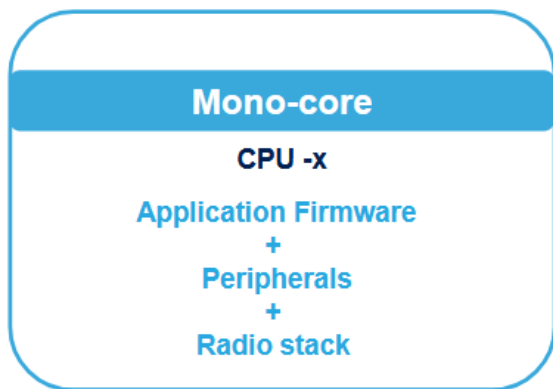 Mono-core
CPU -x
Application Firmware
+
Peripherals
+
Radio stack